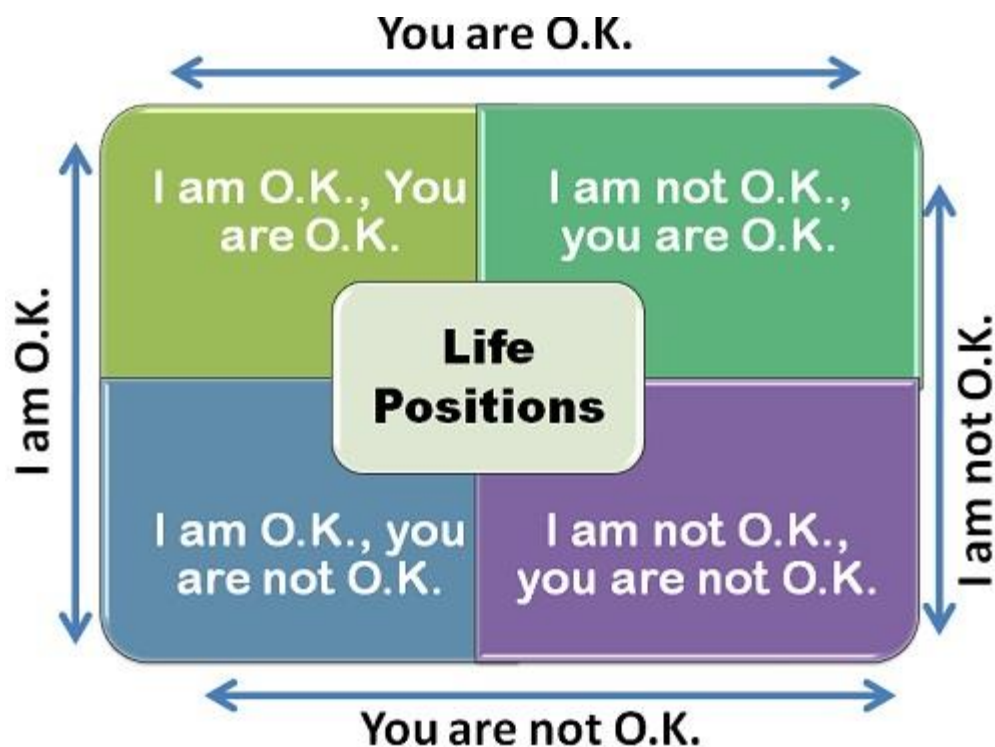 You are O.K.
I am O.K., You
are O.K.
I am not O.K.,
you are O.K.
I am O.K.
Life
Positions
I am not O.K.
I am O.K., you
are not O.K.
I am not O.K.,
you are not O.K.
You are not O.K.